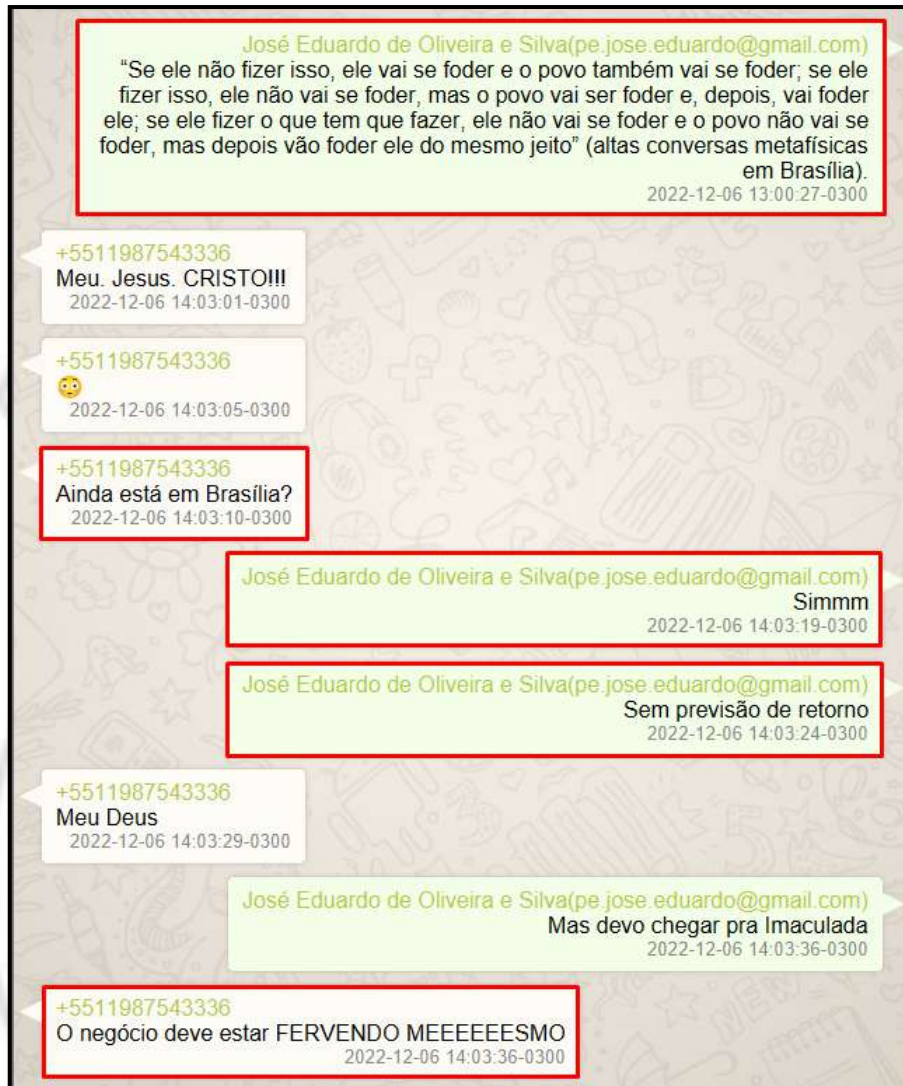 José Eduardo de Oliveira e Silva(pe.jose.eduardo@gmail.com)
“Se ele não fizer isso, ele vai se foder e o povo também vai se foder; se ele
fizer isso, ele não vai se foder, mas o povo vai ser foder e, depois, vai foder
ele; se ele fizer o que tem que fazer, ele não vai se foder e o povo não vai se
foder, mas depois vão foder ele do mesmo jeito” (altas conversas metafísicas
em Brasília).
2022-12-06 13:00:27-0300
+5511987543336
Meu. Jesus. CRISTO!!!
2022-12-06 14:03:01-0300
+5511987543336
😳
2022-12-06 14:03:05-0300
+5511987543336
Ainda está em Brasília?
2022-12-06 14:03:10-0300
José Eduardo de Oliveira e Silva(pe.jose.eduardo@gmail.com)
Simmm
2022-12-06 14:03:19-0300
José Eduardo de Oliveira e Silva(pe.jose.eduardo@gmail.com)
Sem previsão de retorno
2022-12-06 14:03:24-0300
+5511987543336
Meu Deus
2022-12-06 14:03:29-0300
José Eduardo de Oliveira e Silva(pe.jose.eduardo@gmail.com)
Mas devo chegar pra Imaculada
2022-12-06 14:03:36-0300
+5511987543336
O negócio deve estar FERVENDO MEEEEEESMO
2022-12-06 14:03:36-0300